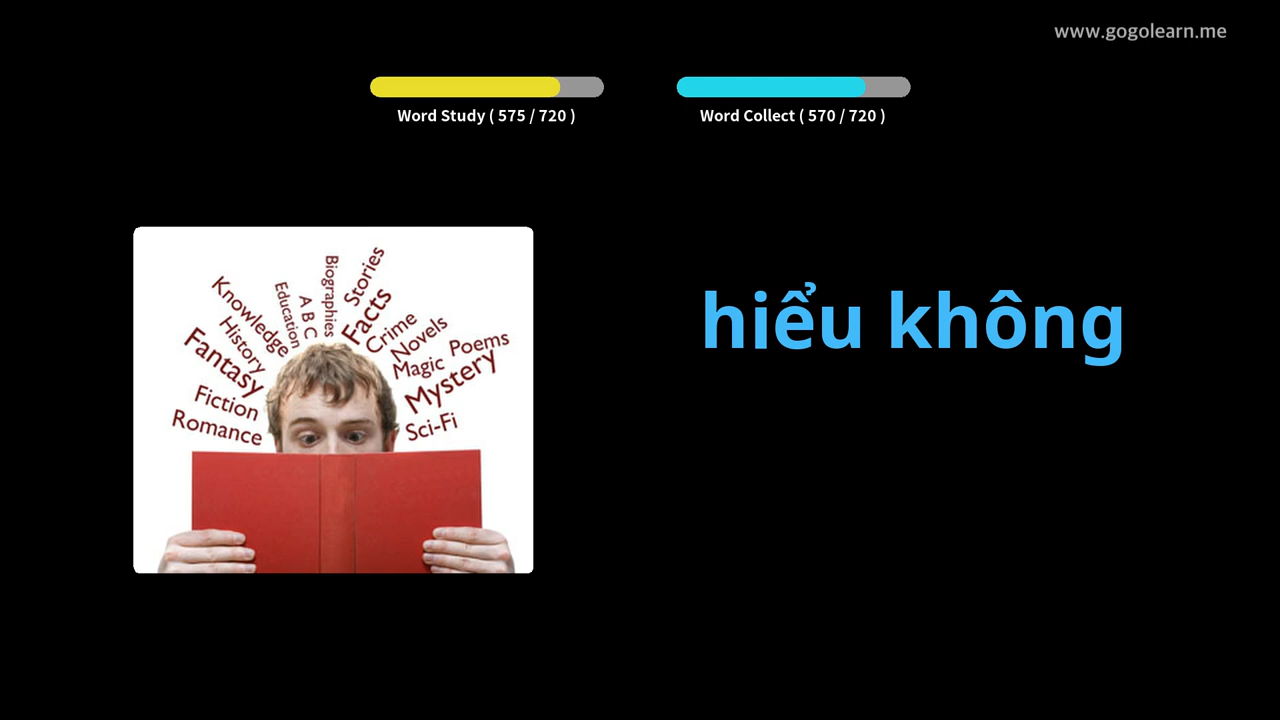 www.gogolearn.me
Word Study ( 575 / 720 )
Word Collect ( 570 / 720 )
hiểu không
Knowledge
History
Fantasy
Fiction
Romance
Education
A B C
Biographies
Stories
Facts
Crime
Novels
Magic
Poems
Mystery
Sci-Fi